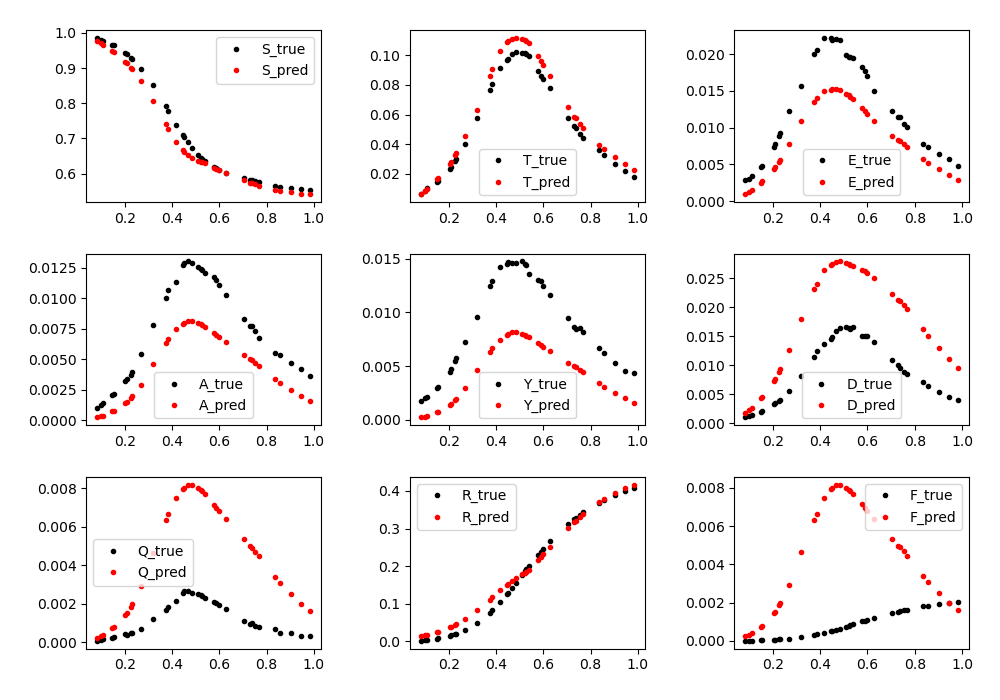 1.0
0.9
0.8
0.7
0.6
S_true
S_pred
0.2 0.4 0.6 0.8 1.0
0.10
0.08
0.06
0.04
0.02
T_true
T_pred
0.2 0.4 0.6 0.8 1.0
0.020
0.015
0.010
0.005
0.000
E_true
E_pred
0.2 0.4 0.6 0.8 1.0
0.0125
0.0100
0.0075
0.0050
0.0025
0.0000
A_true
A_pred
0.2 0.4 0.6 0.8 1.0
0.015
0.010
0.005
0.000
Y_true
Y_pred
0.2 0.4 0.6 0.8 1.0
0.025
0.020
0.015
0.010
0.005
0.000
D_true
D_pred
0.2 0.4 0.6 0.8 1.0
0.008
0.006
0.004
0.002
0.000
Q_true
Q_pred
0.2 0.4 0.6 0.8 1.0
0.4
0.3
0.2
0.1
0.0
R_true
R_pred
0.2 0.4 0.6 0.8 1.0
0.008
0.006
0.004
0.002
0.000
F_true
F_pred
0.2 0.4 0.6 0.8 1.0